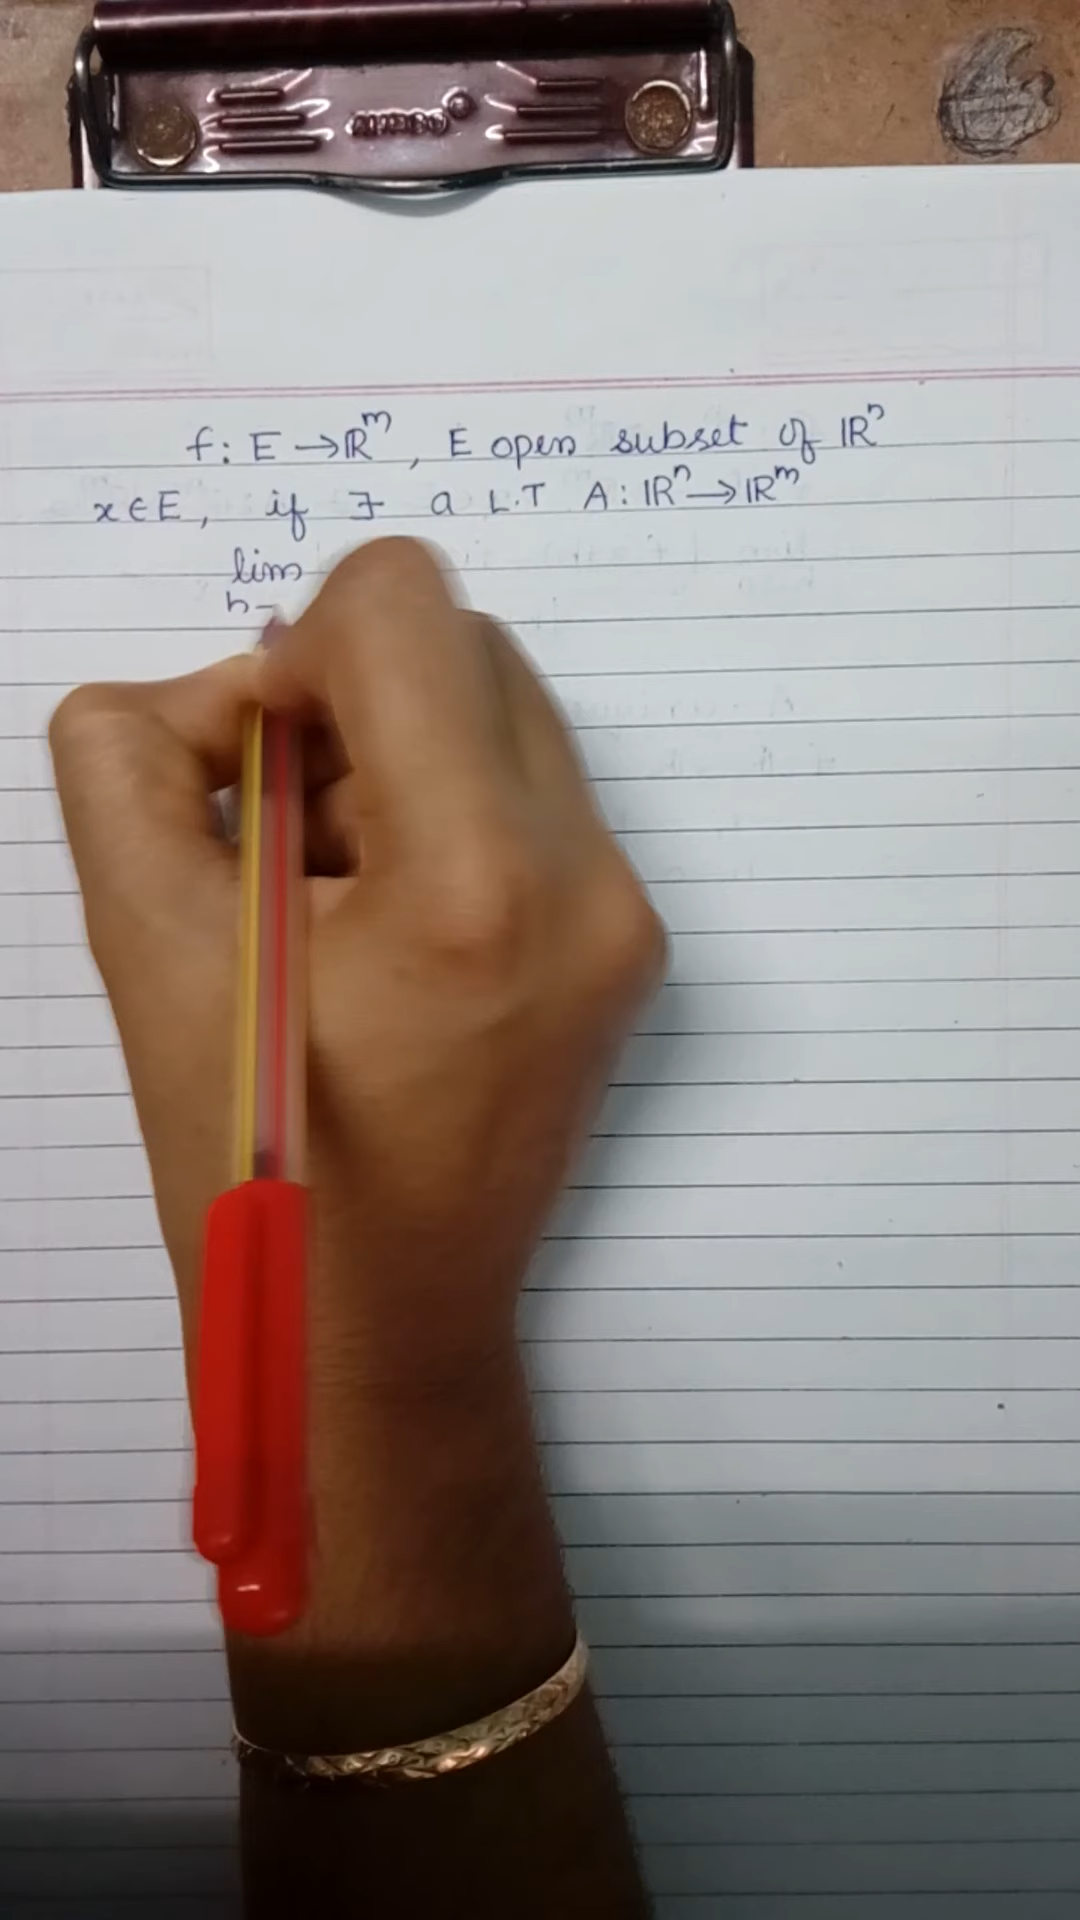 f: E → ℝᵐ, E open subset of ℝⁿ
x ∈ E, if ∃ a L.T A: ℝⁿ → ℝᵐ
lim
h →